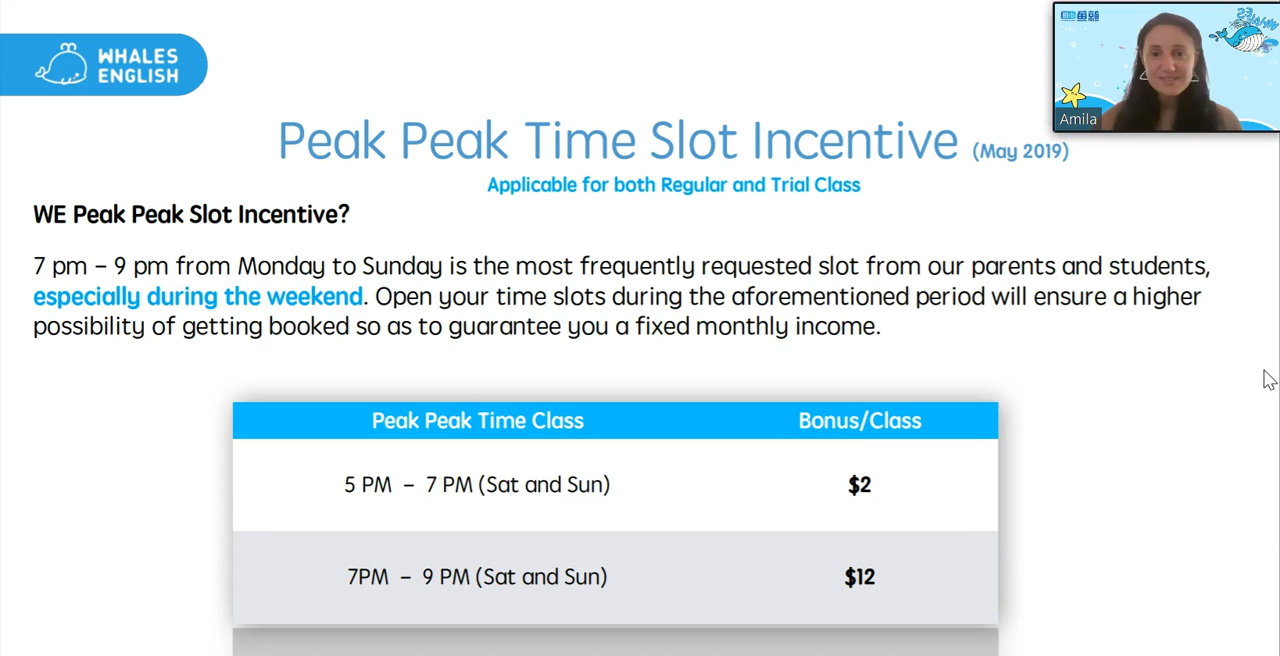 WHALES
ENGLISH
Amila
Peak Peak Time Slot Incentive (May 2019)
Applicable for both Regular and Trial Class
WE Peak Peak Slot Incentive?
7 pm – 9 pm from Monday to Sunday is the most frequently requested slot from our parents and students,
especially during the weekend. Open your time slots during the aforementioned period will ensure a higher
possibility of getting booked so as to guarantee you a fixed monthly income.
Peak Peak Time Class Bonus/Class
5 PM – 7 PM (Sat and Sun) $2
7PM – 9 PM (Sat and Sun) $12